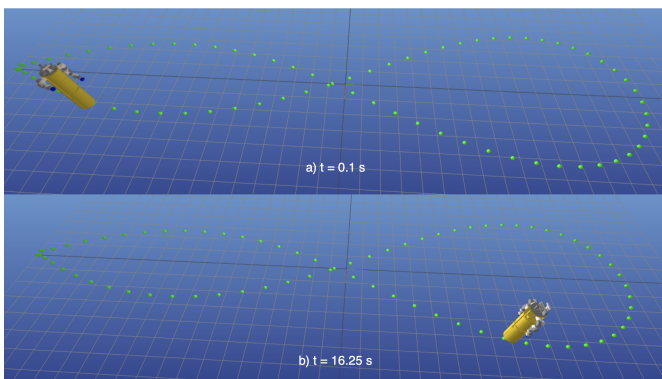 a) t = 0.1 s
b) t = 16.25 s